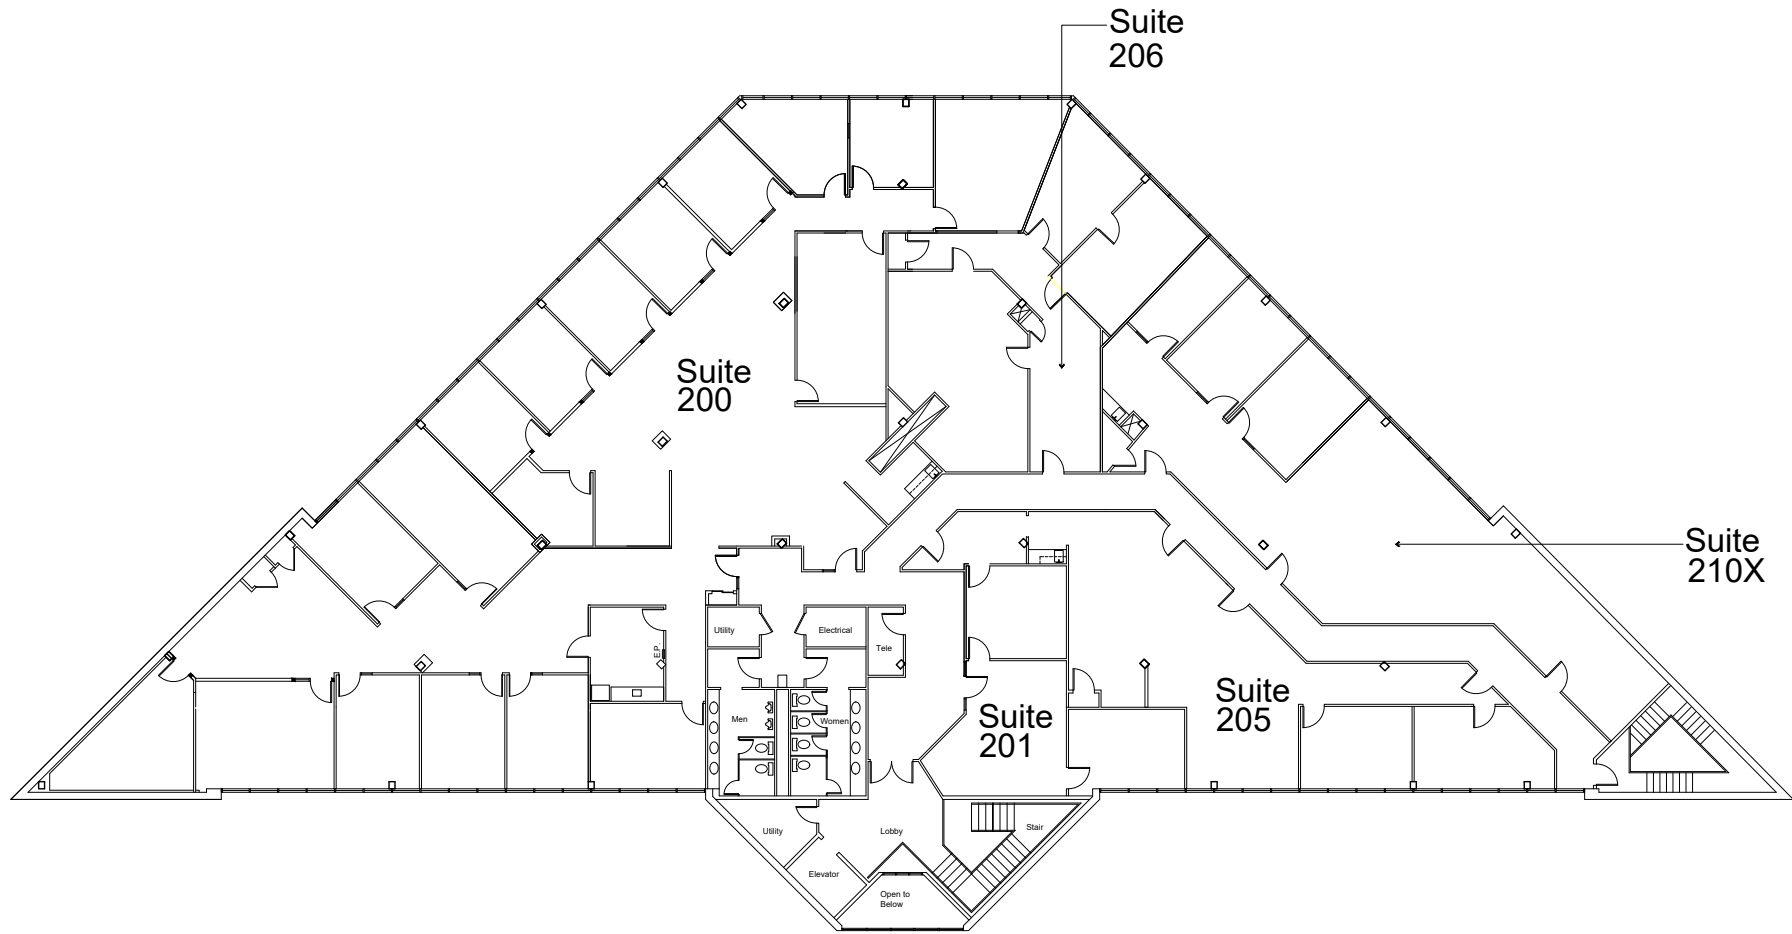 Suite
206
Suite
200
Suite
210X
Utility
Electrical
E.P.
Tele
Men
Women
Suite
201
Suite
205
Utility
Lobby
Stair
Elevator
Open to
Below